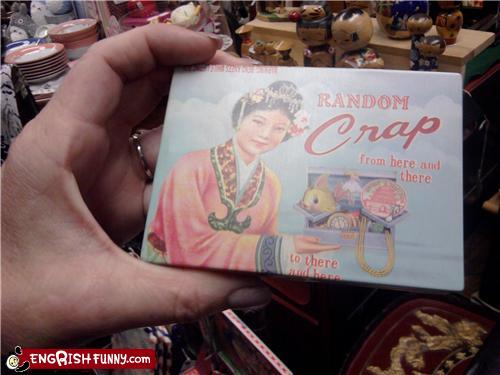 RANDOM
Crap
from here and
there
to there
and here
ENGRISHFUNNY.COM